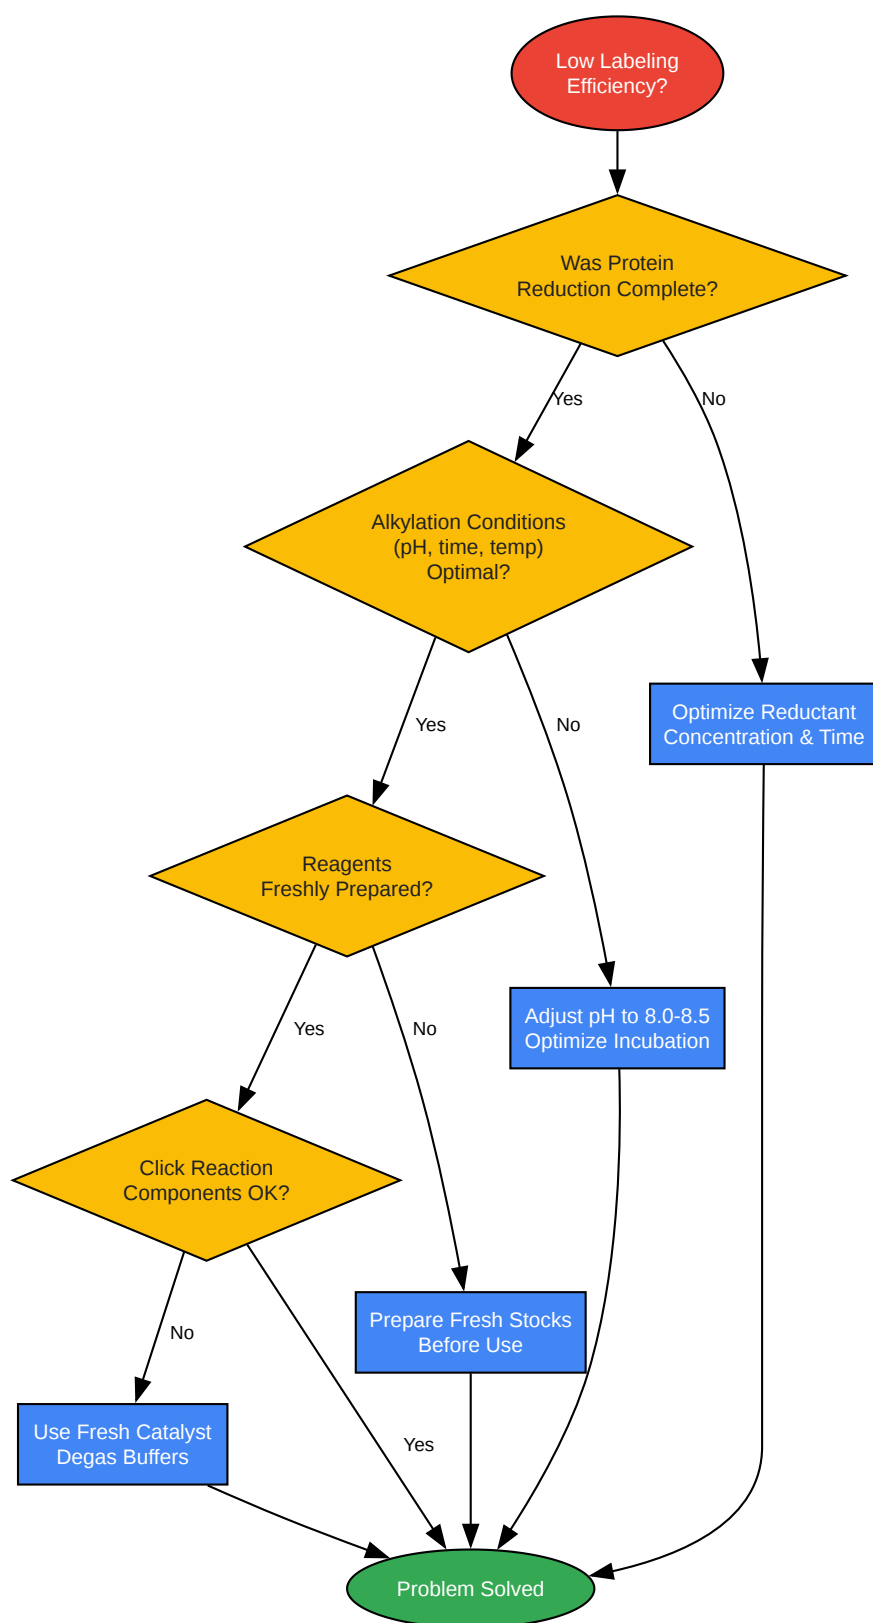 Low Labeling
Efficiency?
Was Protein
Reduction Complete?
Yes
No
Alkylation Conditions
(pH, time, temp)
Optimal?
Yes
No
Optimize Reductant
Concentration & Time
Reagents
Freshly Prepared?
Yes
No
Adjust pH to 8.0-8.5
Optimize Incubation
Click Reaction
Components OK?
No
Yes
Prepare Fresh Stocks
Before Use
Use Fresh Catalyst
Degas Buffers
Problem Solved